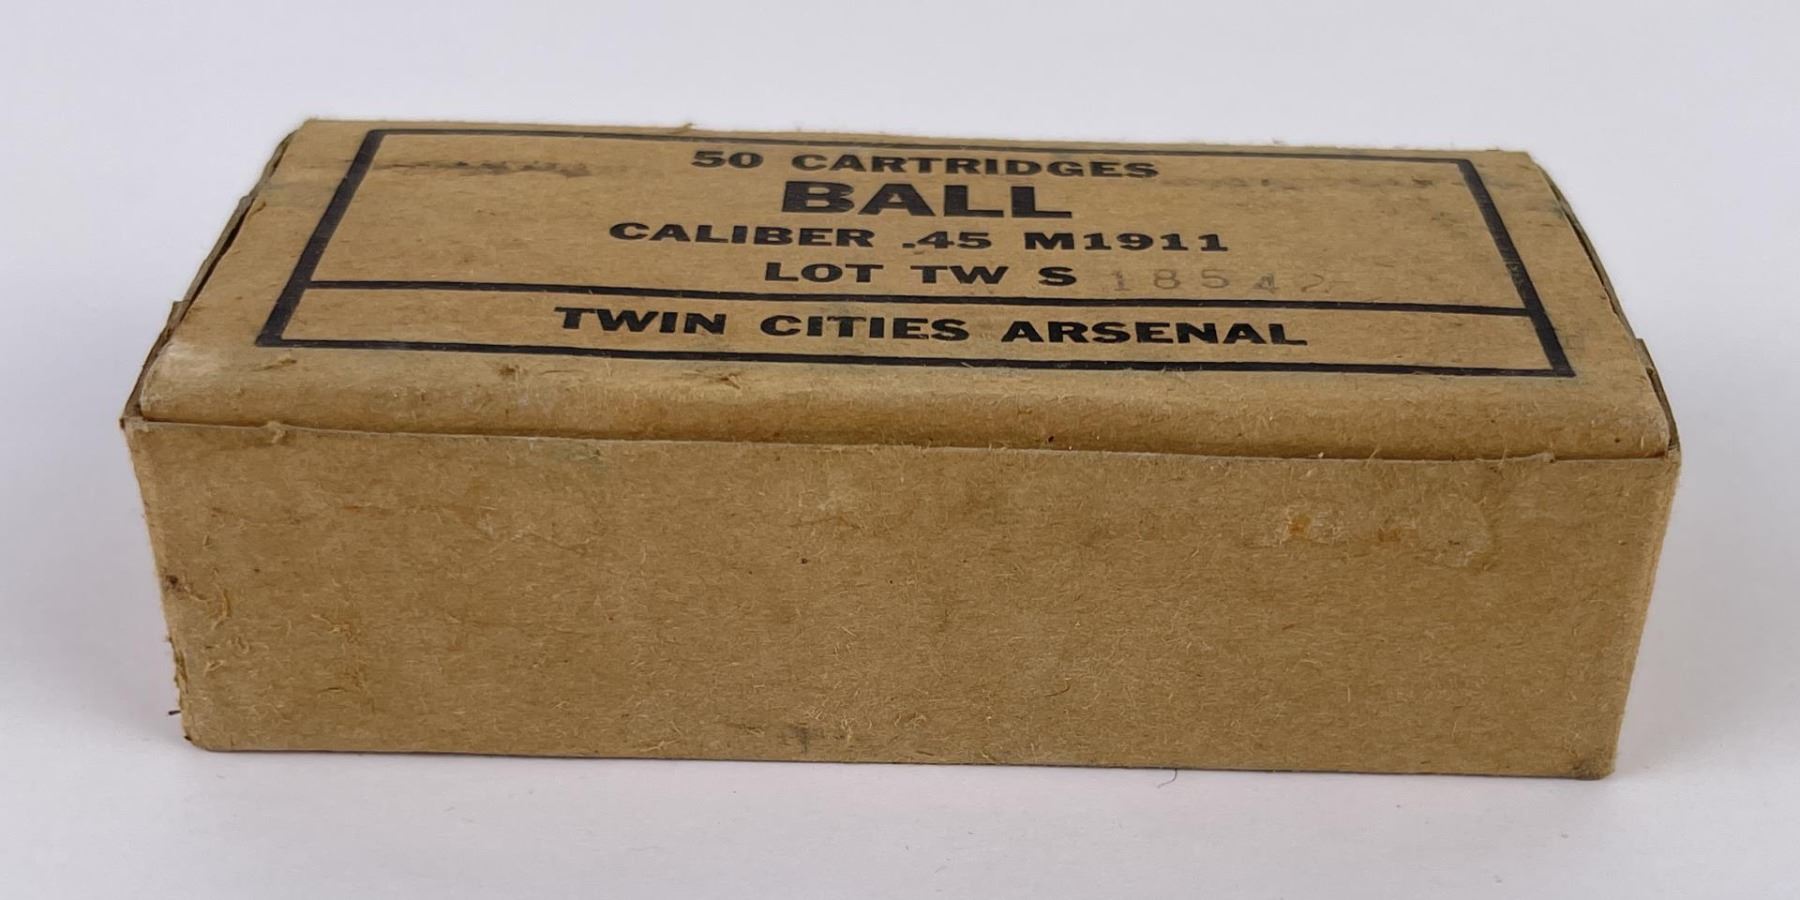 50 CARTRIDGES
BALL
CALIBER .45 M1911
LOT TW S 18542
TWIN CITIES ARSENAL